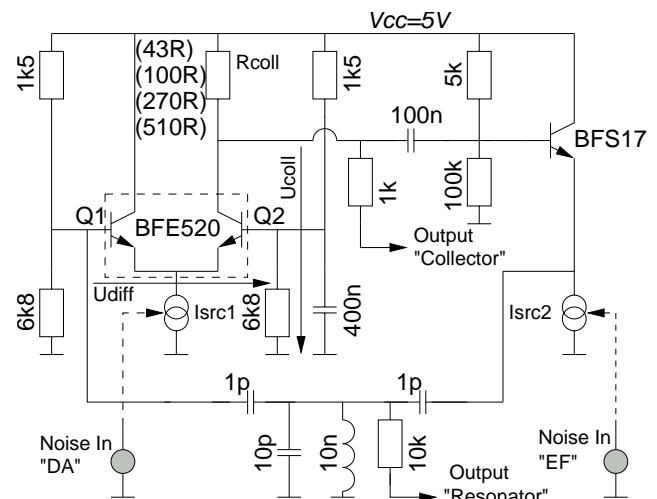 Vcc=5V
1k5
(43R)
(100R)
(270R)
(510R)
Rcoll
1k5
5k
100n
BFS17
Ucoll
1k
100k
Q1
BFE520
Q2
Output
"Collector"
Udiff
6k8
Isrc1
6k8
400n
Isrc2
1p
1p
Noise In
"DA"
10p
10n
10k
Noise In
"EF"
Output
"Resonator"